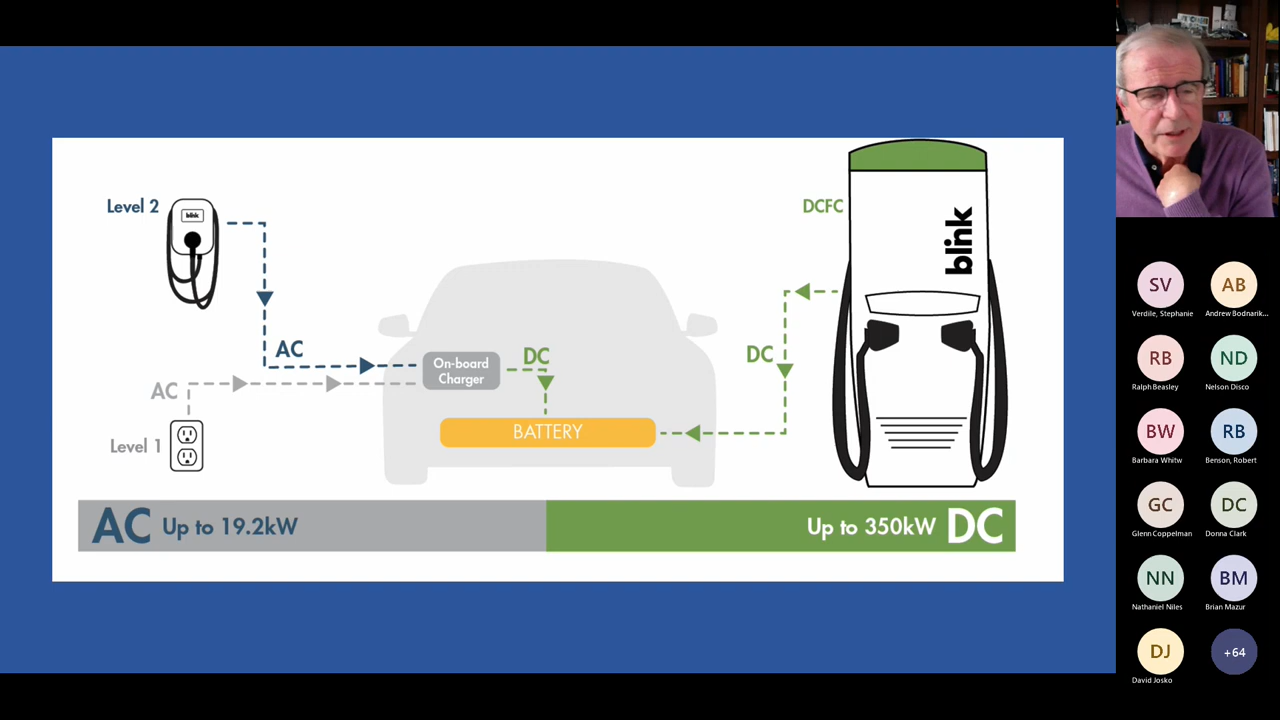 Level 2
blink
AC
AC
Level 1
On-board
Charger
DC
BATTERY
DC
DCFC
blink
AC Up to 19.2kW
Up to 350kW DC
SV
Verdile, Stephanie
AB
Andrew Bodnarik...
RB
Ralph Beasley
ND
Nelson Disco
BW
Barbara Whitw
RB
Benson, Robert
GC
Glenn Coppelman
DC
Donna Clark
NN
Nathaniel Niles
BM
Brian Mazur
DJ
David Josko
+64